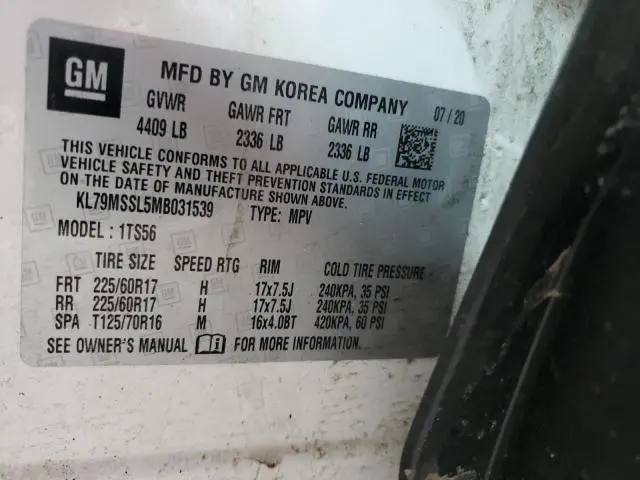 GM
MFD BY GM KOREA COMPANY 07/20
GVWR GAWR FRT GAWR RR
4409 LB 2336 LB 2336 LB
THIS VEHICLE CONFORMS TO ALL APPLICABLE U.S. FEDERAL MOTOR
VEHICLE SAFETY AND THEFT PREVENTION STANDARDS IN EFFECT
ON THE DATE OF MANUFACTURE SHOWN ABOVE.
KL79MSSL5MB031539 TYPE: MPV
MODEL: 1TS56
TIRE SIZE SPEED RTG RIM COLD TIRE PRESSURE
FRT 225/60R17 H 17x7.5J 240KPA, 35 PSI
RR 225/60R17 H 17x7.5J 240KPA, 35 PSI
SPA T125/70R16 M 16x4.0BT 420KPA, 60 PSI
SEE OWNER'S MANUAL FOR MORE INFORMATION.